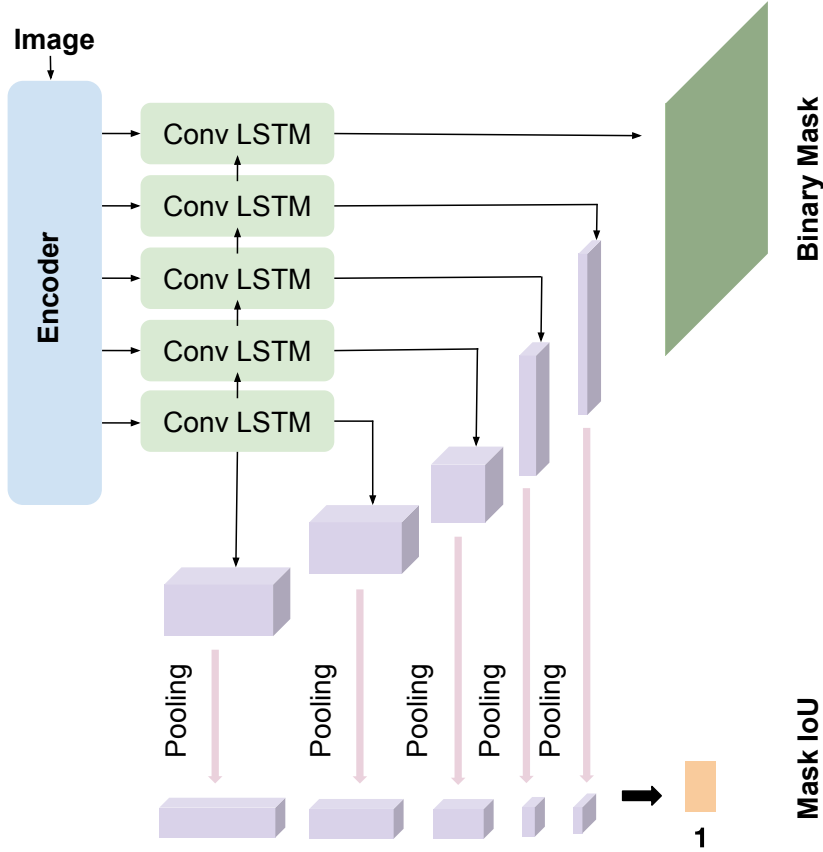 Image
Encoder
Conv LSTM
Conv LSTM
Conv LSTM
Conv LSTM
Conv LSTM
Binary Mask
Pooling
Pooling
Pooling
Pooling
Pooling
Mask IoU
1